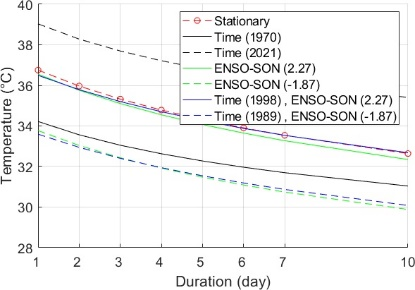 40
38
36
34
32
30
28
Temperature (°C)
Stationary
Time (1970)
Time (2021)
ENSO-SON (2.27)
ENSO-SON (-1.87)
Time (1998) , ENSO-SON (2.27)
Time (1989) , ENSO-SON (-1.87)
1 2 3 4 5 6 7 10
Duration (day)